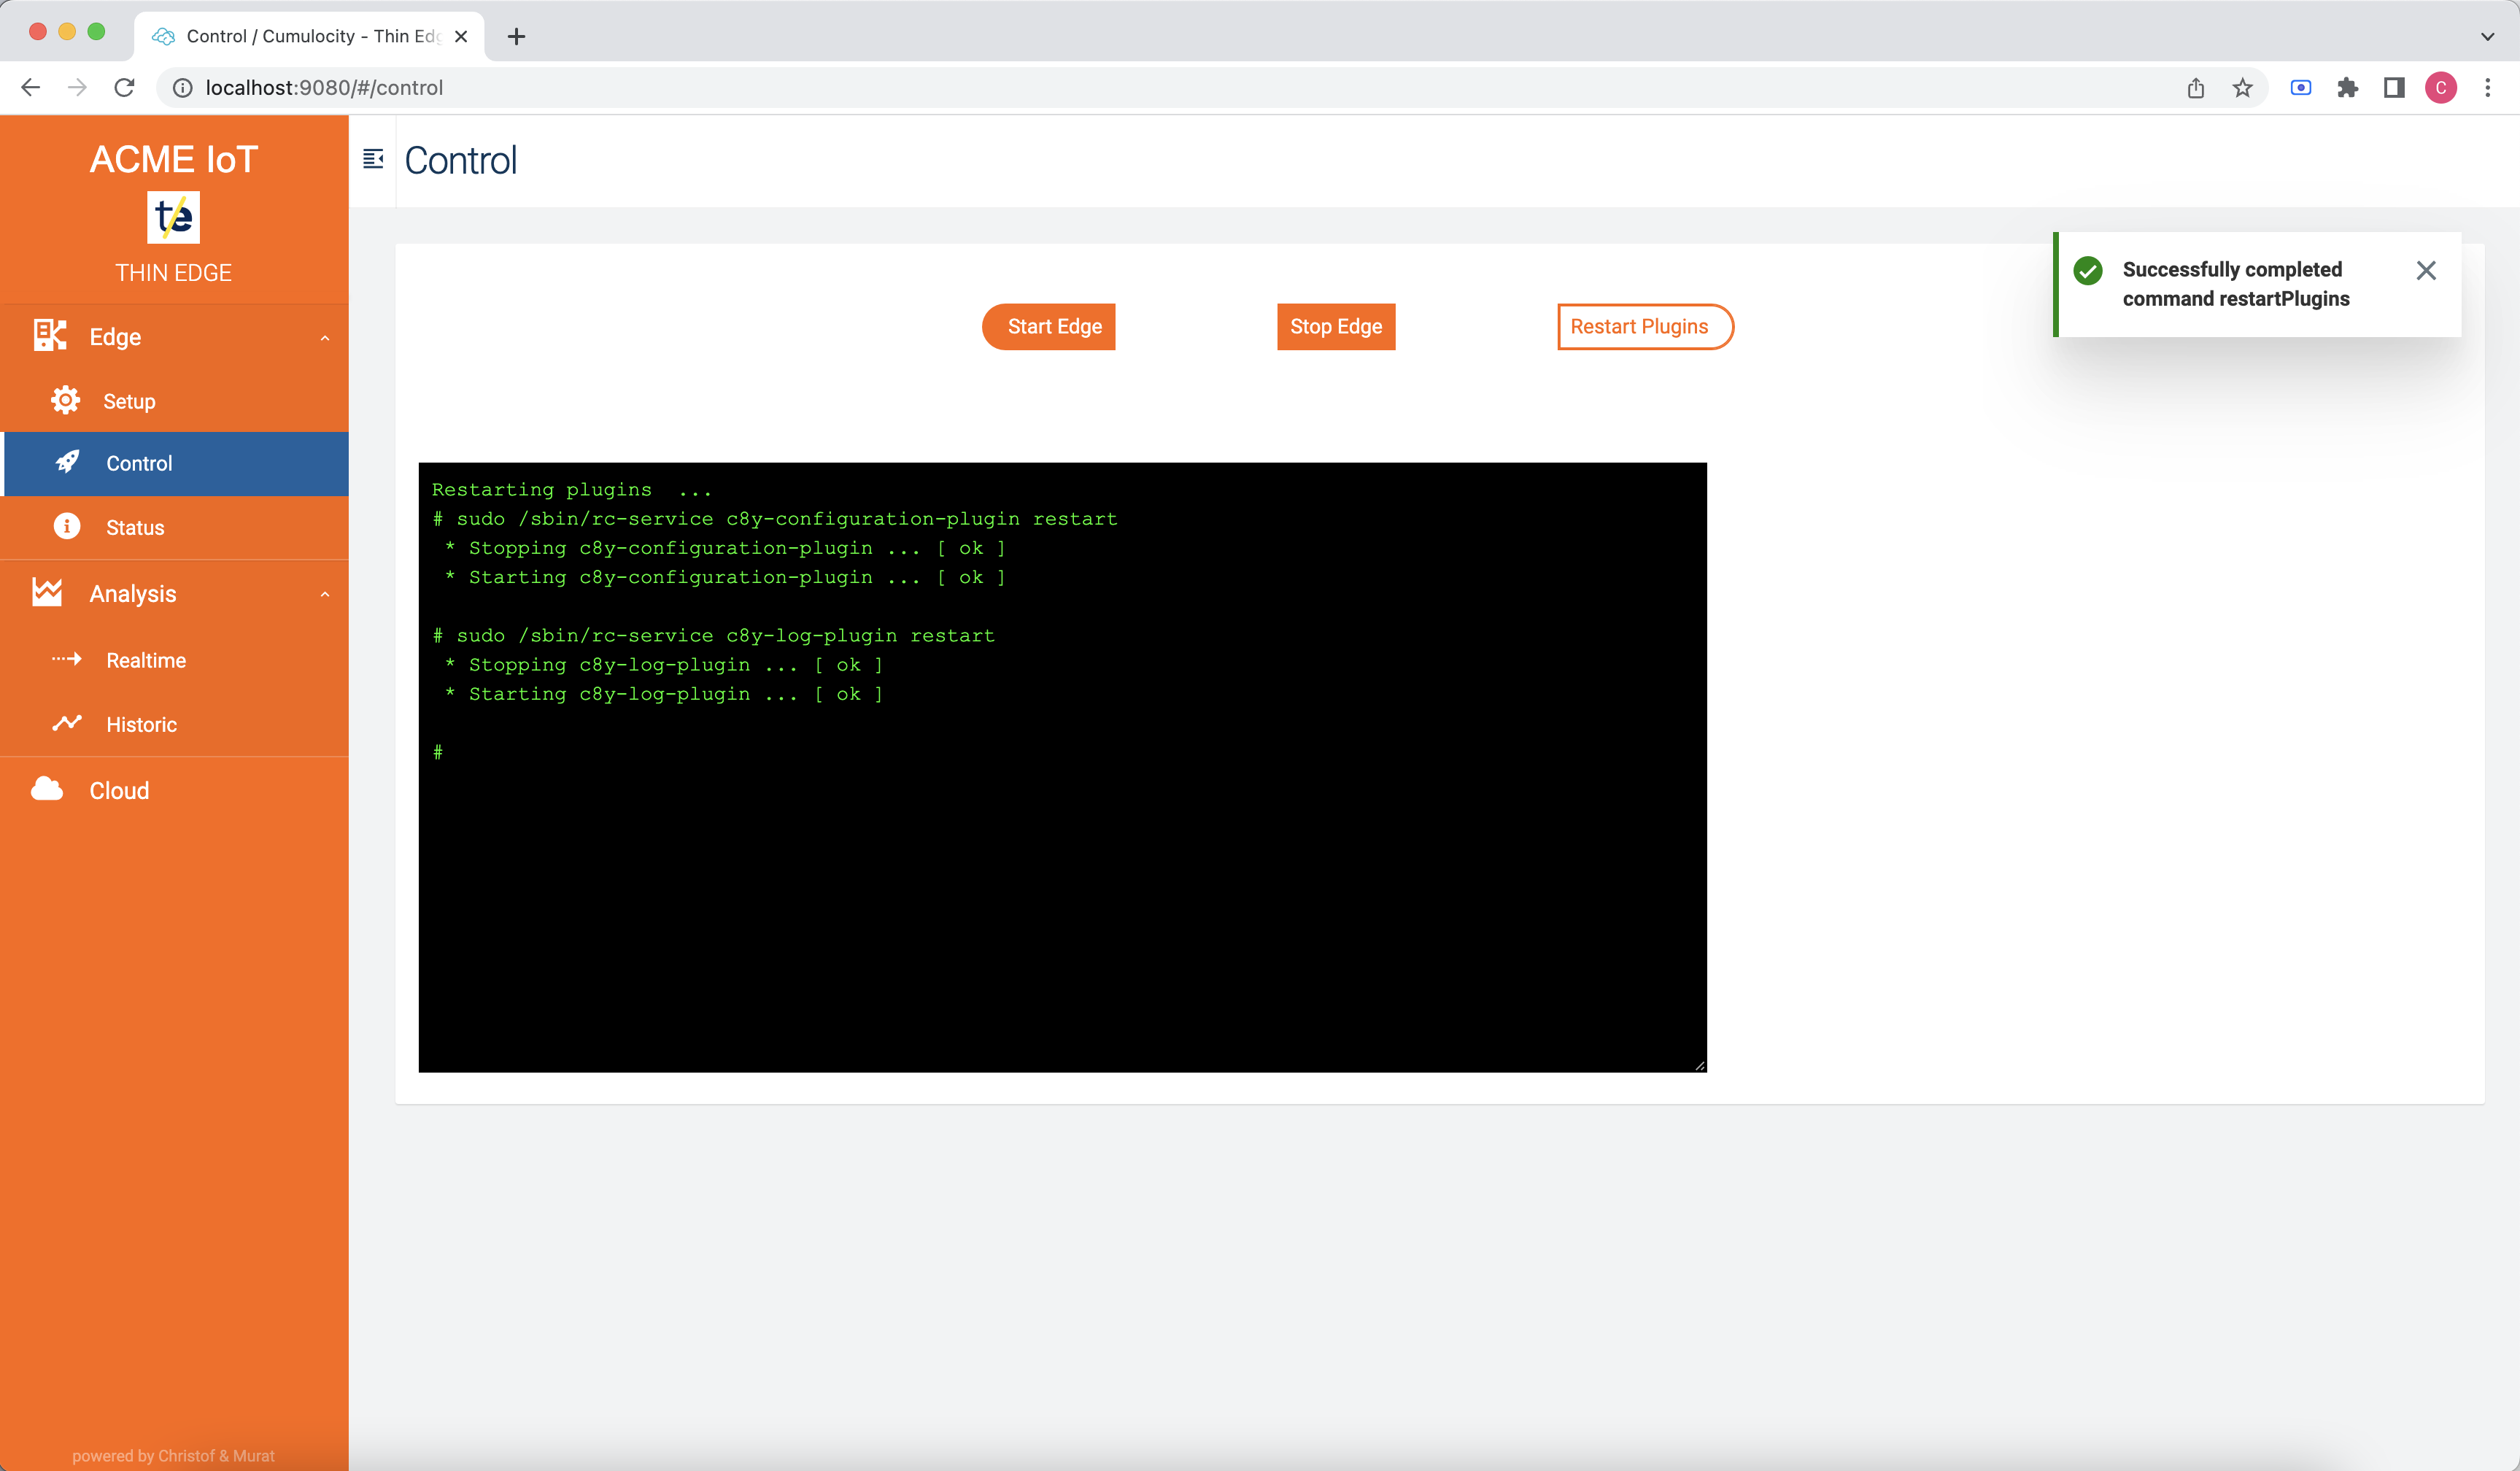 Control / Cumulocity - Thin Edg
localhost:9080/#/control
C
ACME IoT
te
THIN EDGE
Edge
Setup
Control
Status
Analysis
Realtime
Historic
Cloud
powered by Christof & Murat
Control
Start Edge
Stop Edge
Restart Plugins
Successfully completed
command restartPlugins
Restarting plugins  ...
# sudo /sbin/rc-service c8y-configuration-plugin restart
 * Stopping c8y-configuration-plugin ... [ ok ]
 * Starting c8y-configuration-plugin ... [ ok ]
# sudo /sbin/rc-service c8y-log-plugin restart
 * Stopping c8y-log-plugin ... [ ok ]
 * Starting c8y-log-plugin ... [ ok ]
#